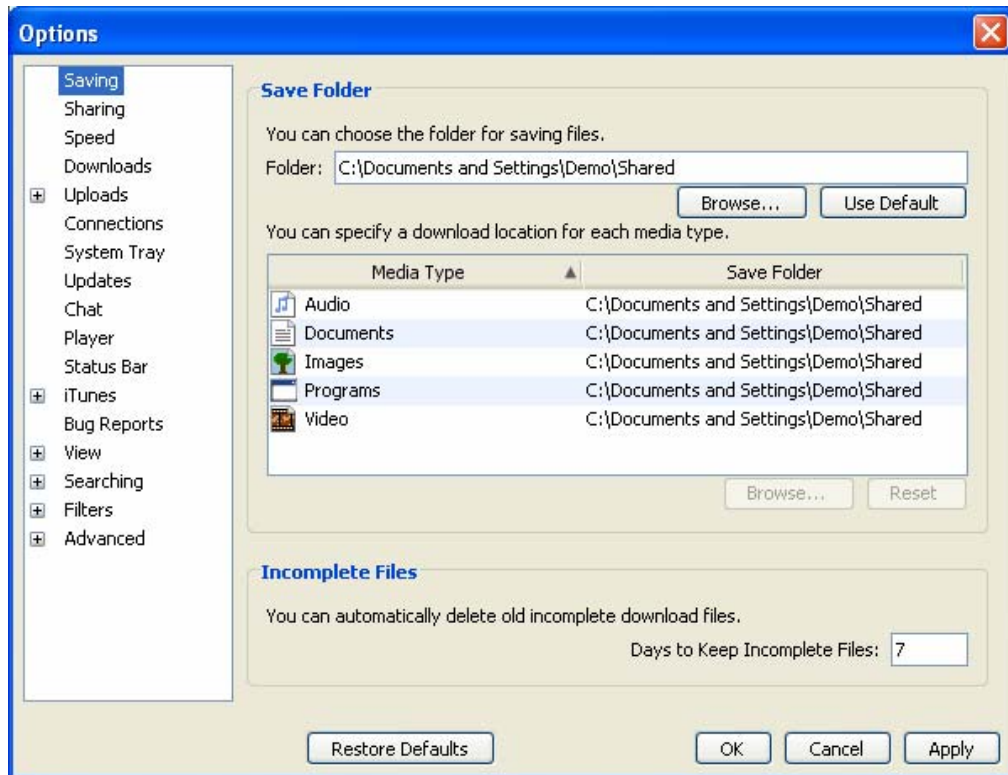 Options
Saving
Sharing
Speed
Downloads
Uploads
Connections
System Tray
Updates
Chat
Player
Status Bar
iTunes
Bug Reports
View
Searching
Filters
Advanced
Save Folder
You can choose the folder for saving files.
Folder: C:\Documents and Settings\Demo\Shared
Browse... Use Default
You can specify a download location for each media type.
Media Type Save Folder
Audio C:\Documents and Settings\Demo\Shared
Documents C:\Documents and Settings\Demo\Shared
Images C:\Documents and Settings\Demo\Shared
Programs C:\Documents and Settings\Demo\Shared
Video C:\Documents and Settings\Demo\Shared
Browse... Reset
Incomplete Files
You can automatically delete old incomplete download files.
Days to Keep Incomplete Files: 7
Restore Defaults OK Cancel Apply